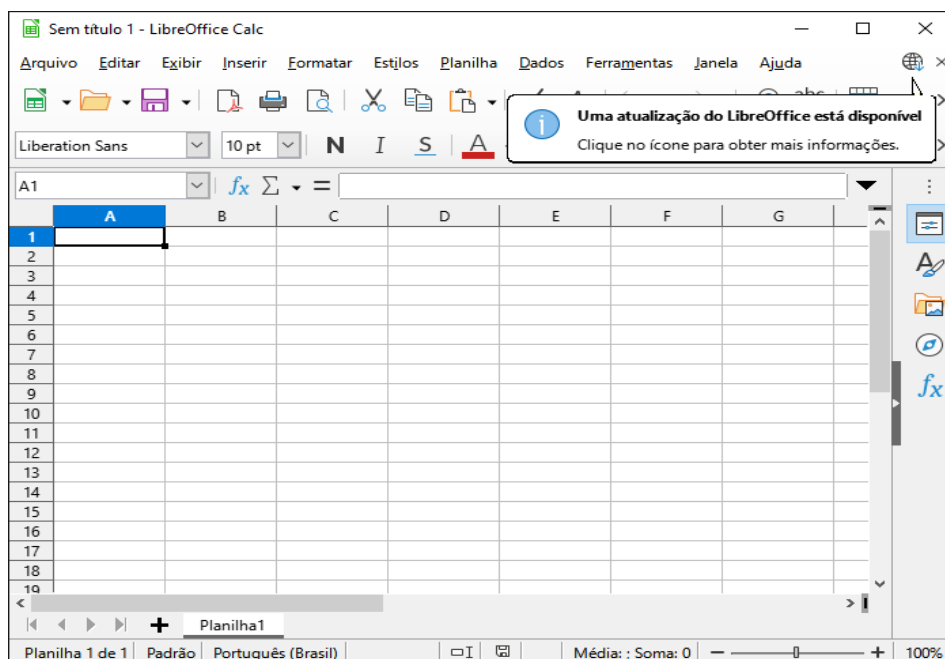 Sem título 1 - LibreOffice Calc
Arquivo Editar Exibir Inserir Formatar Estilos Planilha Dados Ferramentas Janela Ajuda
Uma atualização do LibreOffice está disponível
Clique no ícone para obter mais informações.
Liberation Sans 10 pt N I S A
A1 fx Σ =
A B C D E F G
1
2
3
4
5
6
7
8
9
10
11
12
13
14
15
16
17
18
19
Planilha1
Planilha 1 de 1 Padrão Português (Brasil) Média: ; Soma: 0 100%